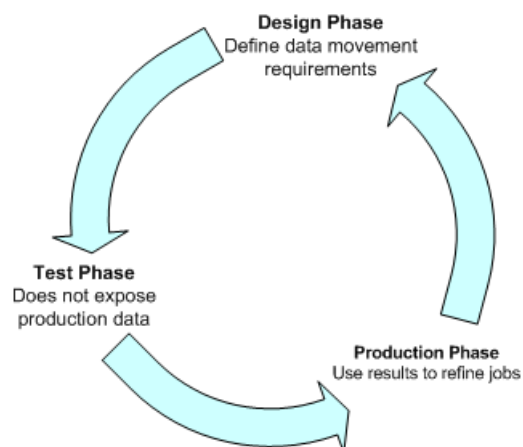 Design Phase
Define data movement
requirements
Test Phase
Does not expose
production data
Production Phase
Use results to refine jobs